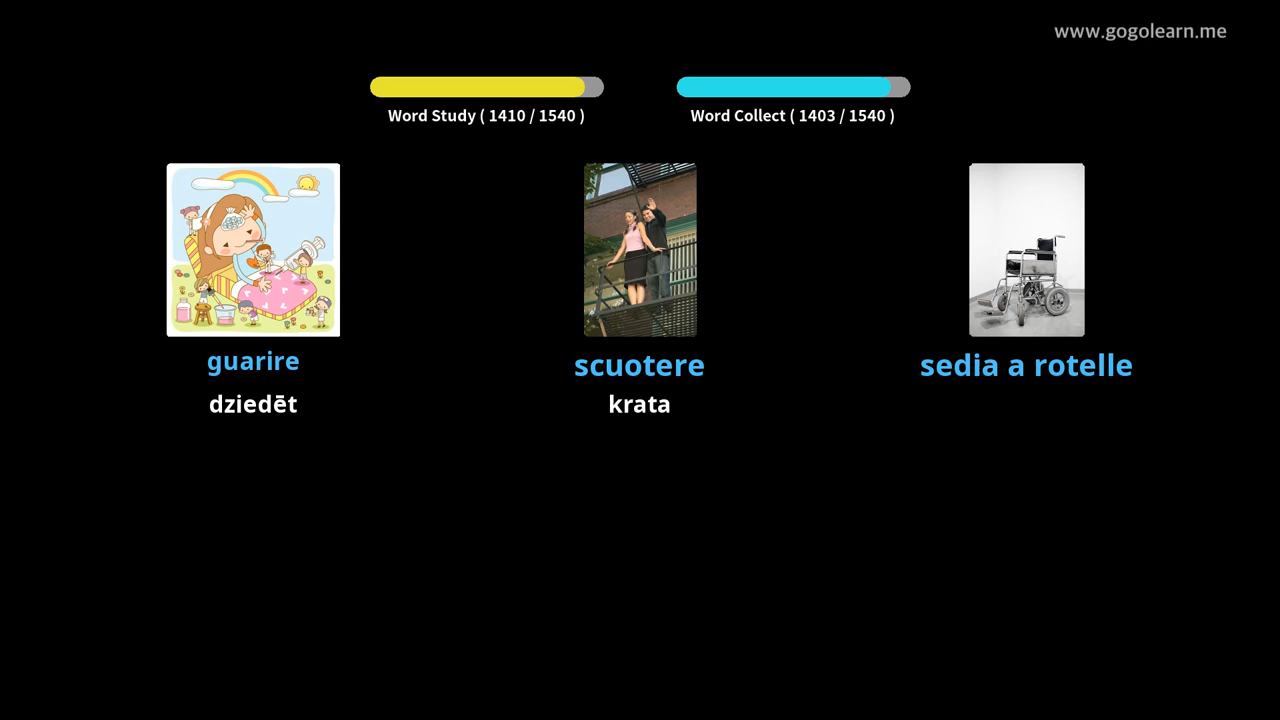 www.gogolearn.me
Word Study ( 1410 / 1540 )
Word Collect ( 1403 / 1540 )
guarire
scuotere
sedia a rotelle
dziedēt
krata